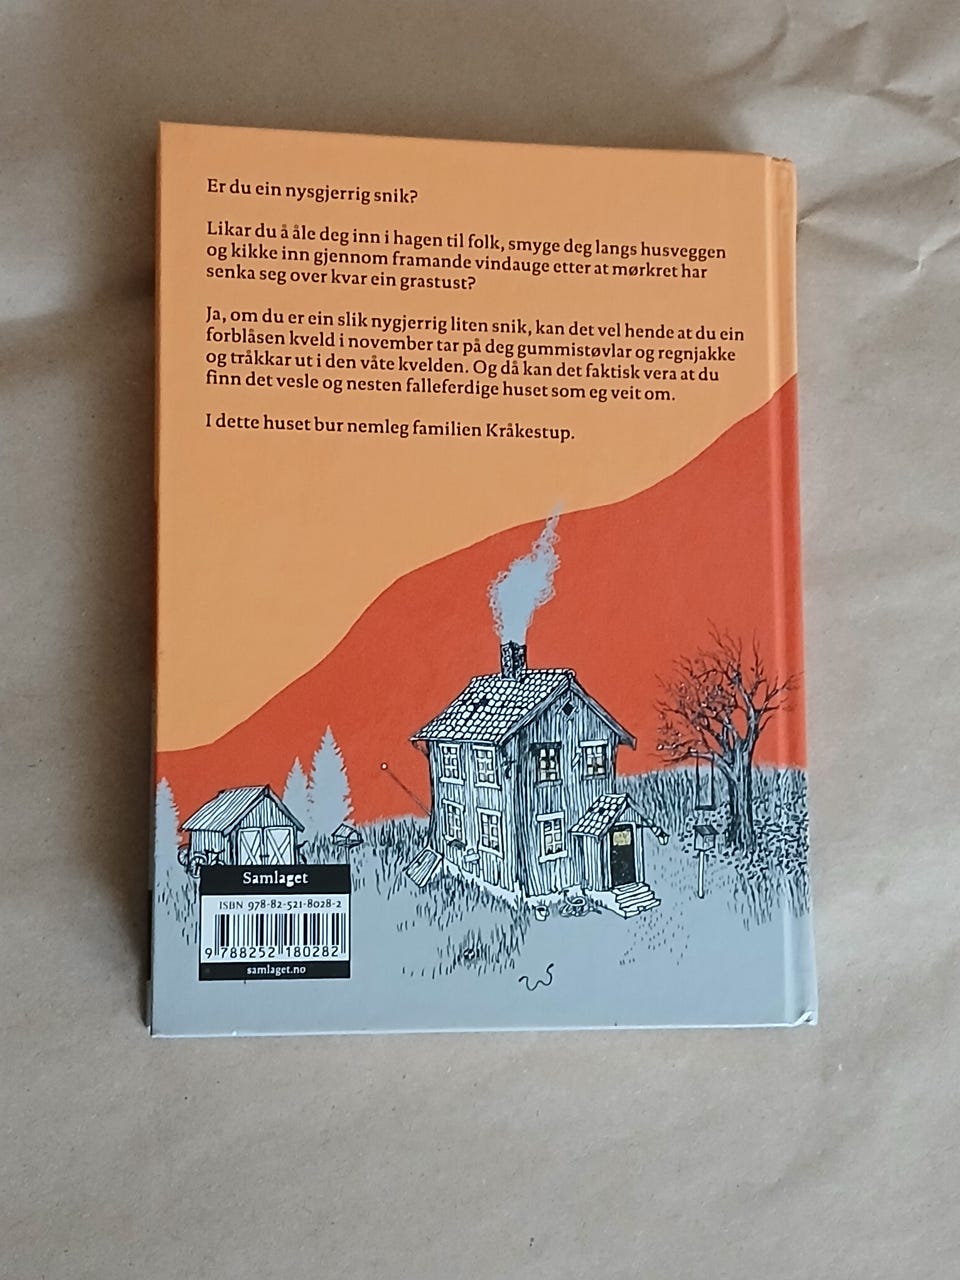 Er du ein nysgjerrig snik?
Likar du å åle deg inn i hagen til folk, smyge deg langs husveggen
og kikke inn gjennom framande vindauge etter at mørkret har
senka seg over kvar ein grastust?
Ja, om du er ein slik nygjerrig liten snik, kan det vel hende at du ein
forblåsen kveld i november tar på deg gummistøvlar og regnjakke
og tråkkar ut i den våte kvelden. Og då kan det faktisk vera at du
finn det vesle og nesten falleferdige huset som eg veit om.
I dette huset bur nemleg familien Kråkestup.
Samlaget
ISBN 978-82-521-8028-2
9 788252 180282
samlaget.no